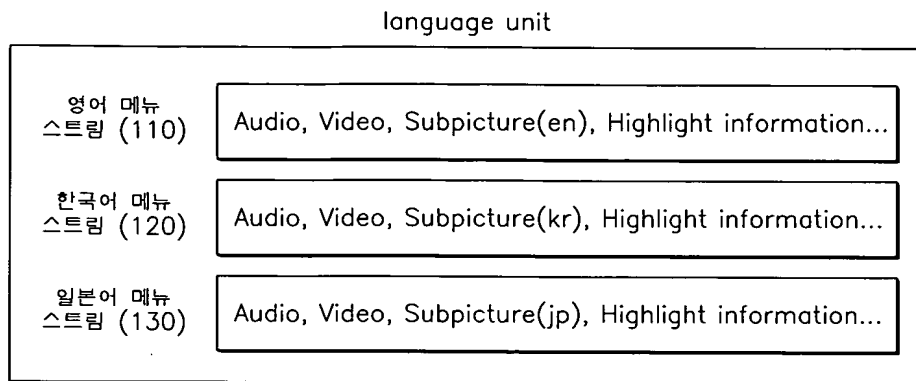 language unit
영어 메뉴
스트림 (110)
Audio, Video, Subpicture(en), Highlight information...
한국어 메뉴
스트림 (120)
Audio, Video, Subpicture(kr), Highlight information...
일본어 메뉴
스트림 (130)
Audio, Video, Subpicture(jp), Highlight information...